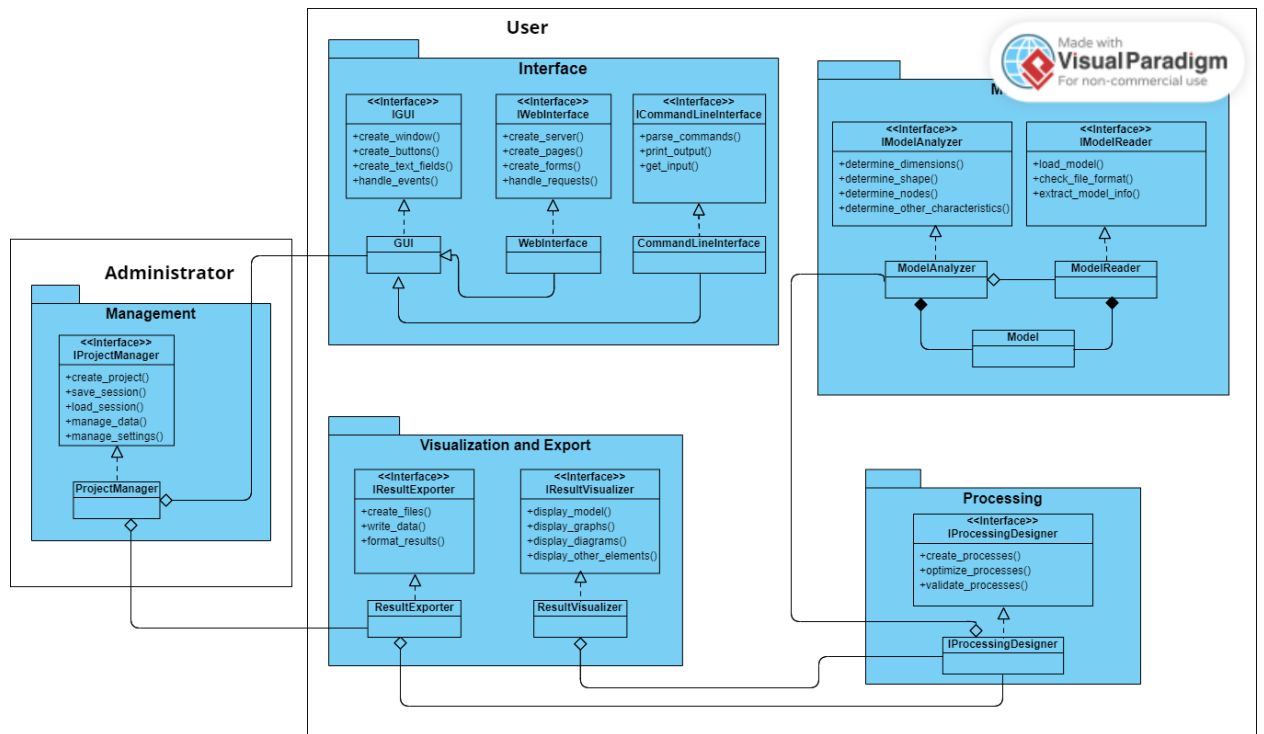 User
Made with
Visual Paradigm
For non-commercial use
Interface
<<Interface>>
IGUI
+create_window()
+create_buttons()
+create_text_fields()
+handle_events()
<<Interface>>
IWebInterface
+create_server()
+create_pages()
+create_forms()
+handle_requests()
<<Interface>>
ICommandLineInterface
+parse_commands()
+print_output()
+get_input()
GUI
WebInterface
CommandLineInterface
<<Interface>>
IModelAnalyzer
+determine_dimensions()
+determine_shape()
+determine_nodes()
+determine_other_characteristics()
<<Interface>>
IModelReader
+load_model()
+check_file_format()
+extract_model_info()
ModelAnalyzer
ModelReader
Model
Administrator
Management
<<Interface>>
IProjectManager
+create_project()
+save_session()
+load_session()
+manage_data()
+manage_settings()
ProjectManager
Visualization and Export
<<Interface>>
IResultExporter
+create_files()
+write_data()
+format_results()
<<Interface>>
IResultVisualizer
+display_model()
+display_graphs()
+display_diagrams()
+display_other_elements()
ResultExporter
ResultVisualizer
Processing
<<Interface>>
IProcessingDesigner
+create_processes()
+optimize_processes()
+validate_processes()
IProcessingDesigner